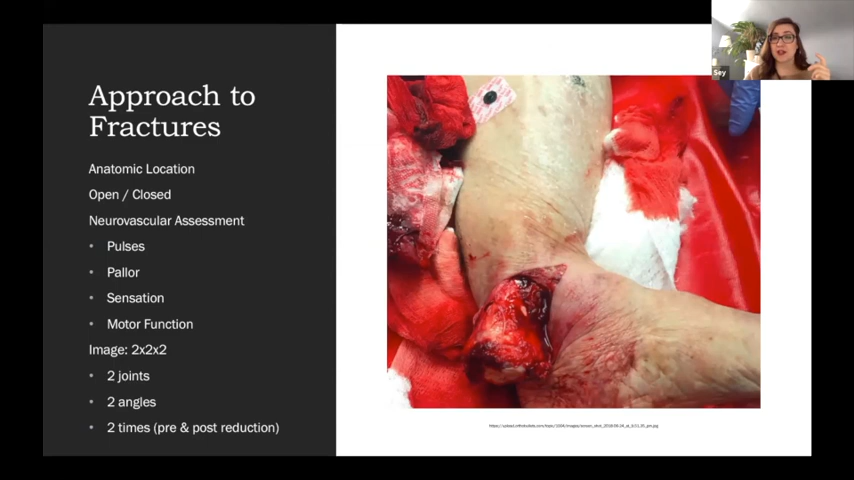 Approach to
Fractures
Anatomic Location
Open / Closed
Neurovascular Assessment
• Pulses
• Pallor
• Sensation
• Motor Function
Image: 2x2x2
• 2 joints
• 2 angles
• 2 times (pre & post reduction)